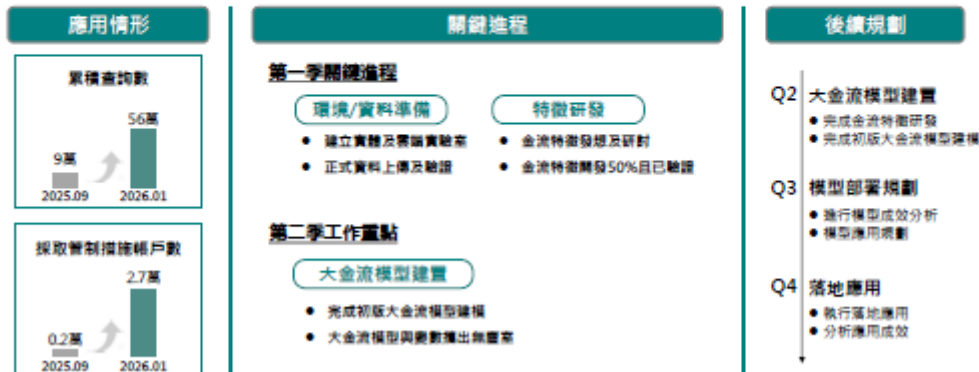 應用情形
累積查詢數
56萬
9萬
2025.09 2026.01
採取管制措施帳戶數
2.7萬
0.2萬
2025.09 2026.01
關鍵進程
第一季關鍵進程
環境/資料準備
建立實體及雲端實驗室
正式資料上傳及驗證
特徵研發
金流特徵發想及研討
金流特徵開發50%且已驗證
第二季工作重點
大金流模型建置
完成初版大金流模型建模
大金流模型與變數攜出無塵室
後續規劃
Q2 大金流模型建置
完成金流特徵研發
完成初版大金流模型建模
Q3 模型部署規劃
進行模型成效分析
模型應用規劃
Q4 落地應用
執行落地應用
分析應用成效